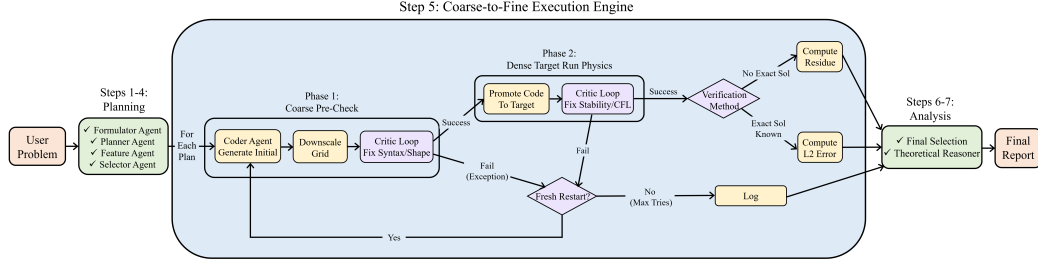 Step 5: Coarse-to-Fine Execution Engine
User
Problem
Steps 1-4:
Planning
✓ Formulator Agent
✓ Planner Agent
✓ Feature Agent
✓ Selector Agent
For
Each
Plan
Phase 1:
Coarse Pre-Check
Coder Agent
Generate Initial
Downscale
Grid
Critic Loop
Fix Syntax/Shape
Success
Fail
(Exception)
Phase 2:
Dense Target Run Physics
Promote Code
To Target
Critic Loop
Fix Stability/CFL
Success
Fail
Fresh Restart?
Yes
No
(Max Tries)
Log
Verification
Method
No Exact Sol
Exact Sol
Known
Compute
Residue
Compute
L2 Error
Steps 6-7:
Analysis
✓ Final Selection
✓ Theoretical Reasoner
Final
Report